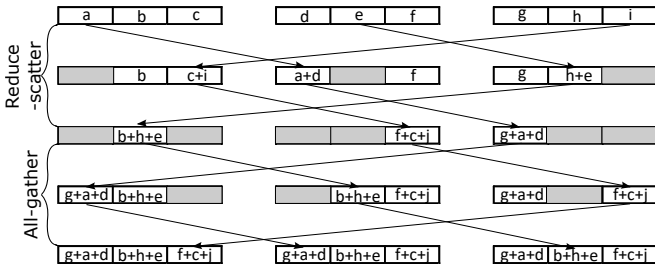 a b c d e f g h i
b c+i a+d f g h+e
Reduce
-scatter
b+h+e f+c+j g+a+d
g+a+d b+h+e b+h+e f+c+j g+a+d f+c+j
All-gather
g+a+d b+h+e f+c+j g+a+d b+h+e f+c+j g+a+d b+h+e f+c+j